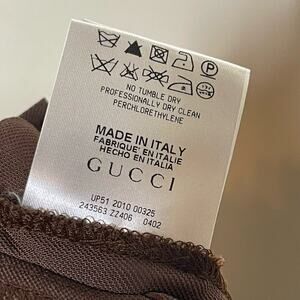 P
NO TUMBLE DRY
PROFESSIONALLY DRY CLEAN
PERCHLORETHYLENE
MADE IN ITALY
FABRIQUE EN ITALIE
HECHO EN ITALIA
GUCCI
UP51 2010 00325
243563 ZZ406 0402